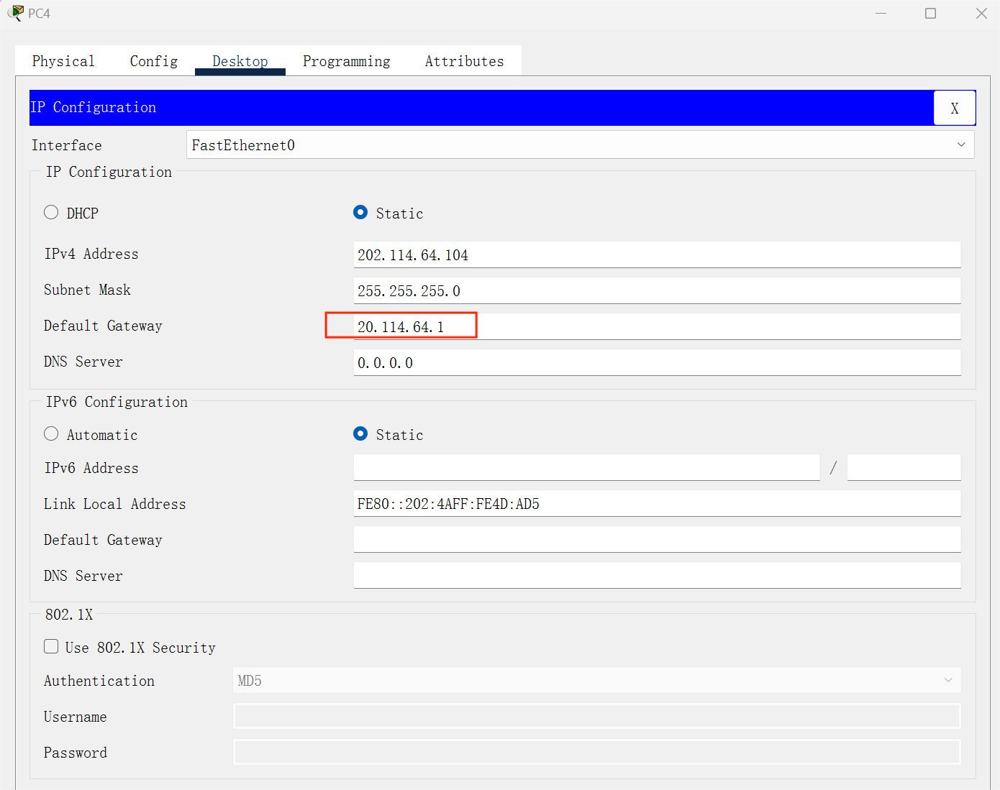 PC4
Physical Config Desktop Programming Attributes
IP Configuration X
Interface FastEthernet0
IP Configuration
DHCP Static
IPv4 Address 202.114.64.104
Subnet Mask 255.255.255.0
Default Gateway 20.114.64.1
DNS Server 0.0.0.0
IPv6 Configuration
Automatic Static
IPv6 Address /
Link Local Address FE80::202:4AFF:FE4D:AD5
Default Gateway
DNS Server
802.1X
Use 802.1X Security
Authentication MD5
Username
Password